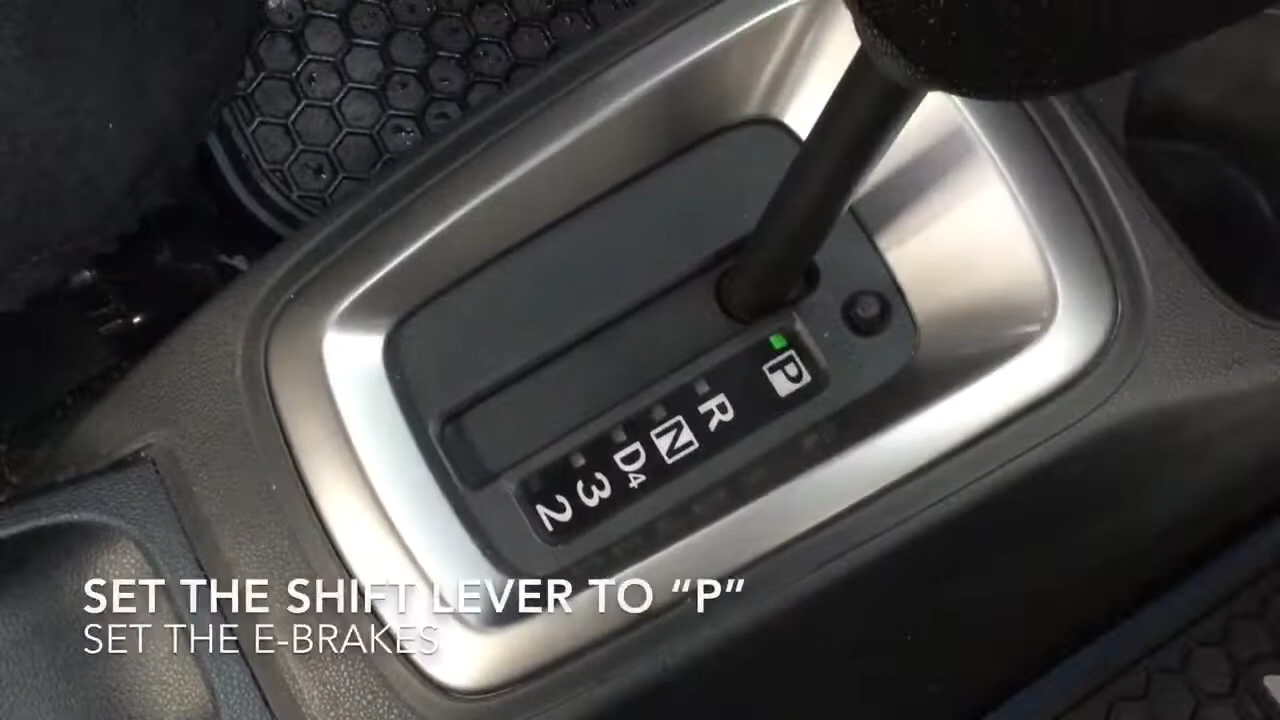 P
R
N
D4
3
2
SET THE SHIFT LEVER TO “P”
SET THE E-BRAKES